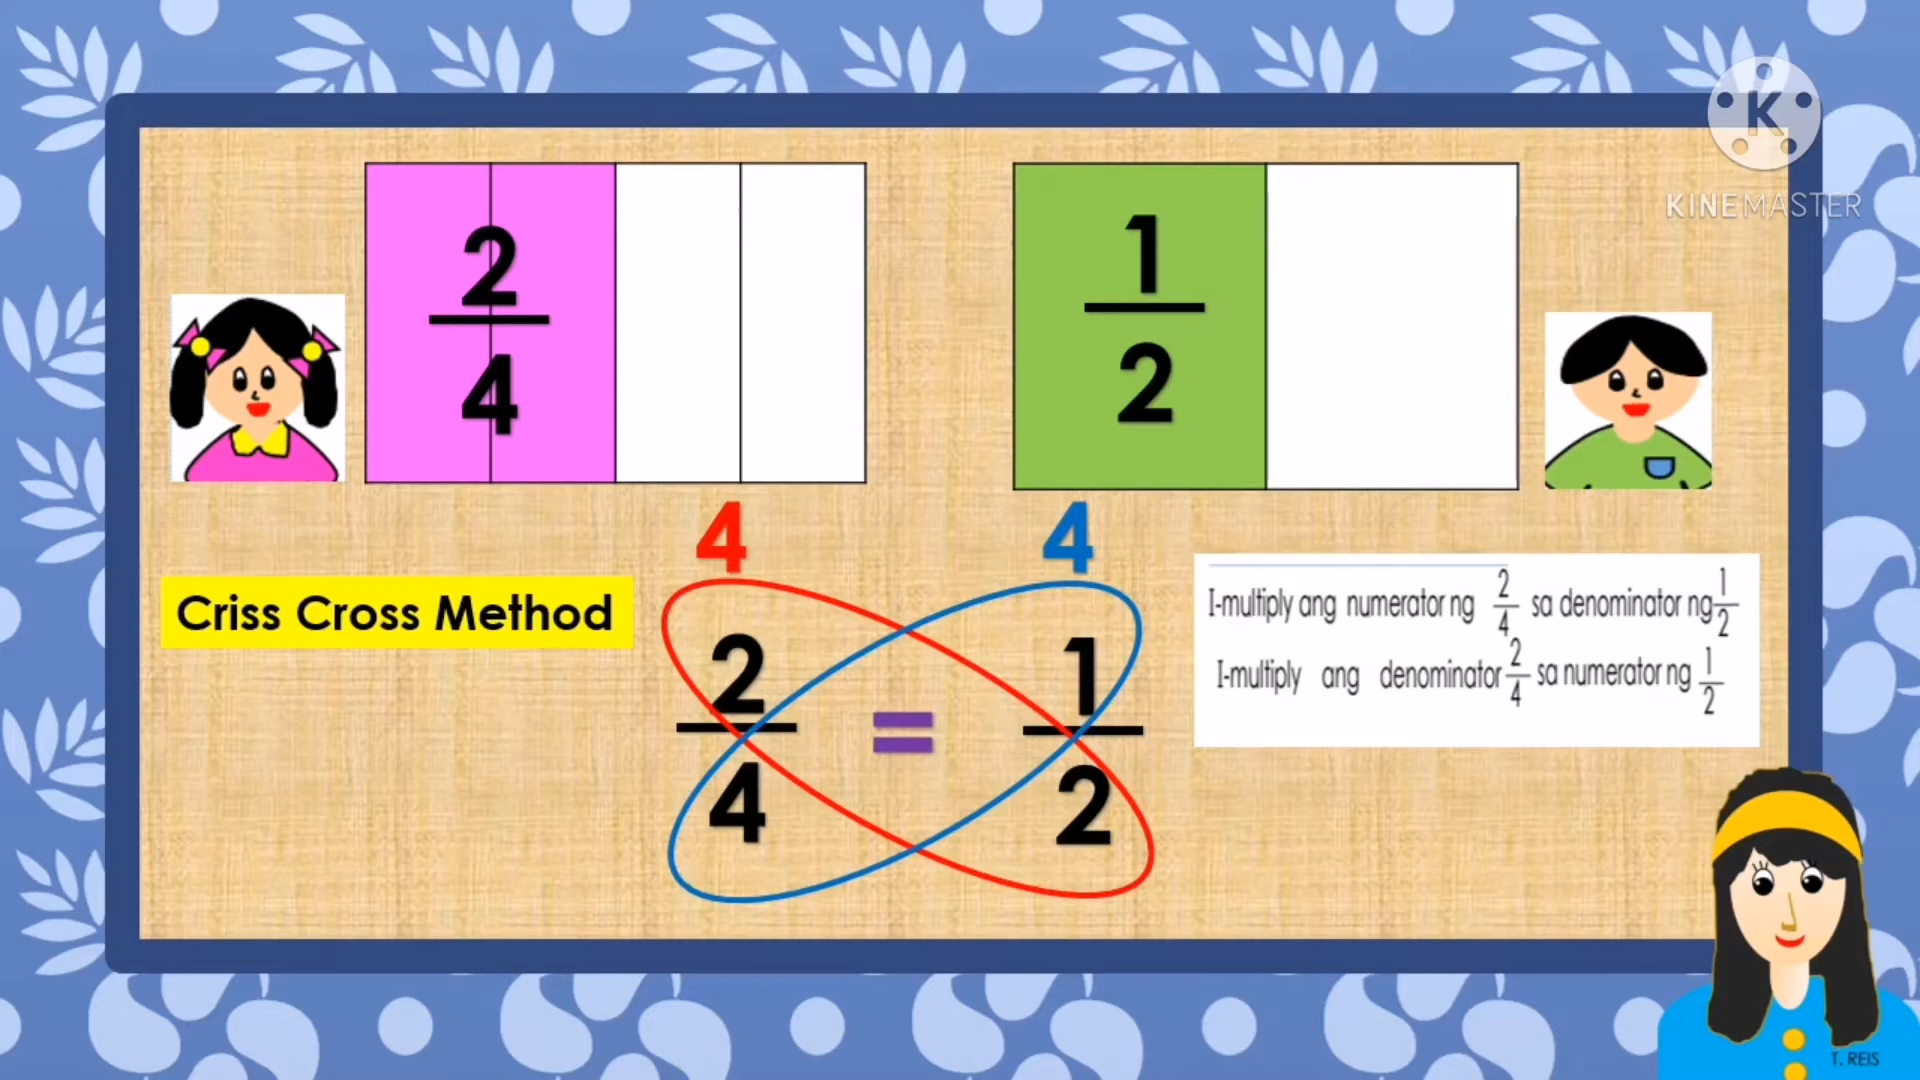 K
KINEMASTER
2/4
1/2
4 4
Criss Cross Method
2/4 = 1/2
I-multiply ang numerator ng 2/4 sa denominator ng 1/2
I-multiply ang denominator 2/4 sa numerator ng 1/2
T. REIS